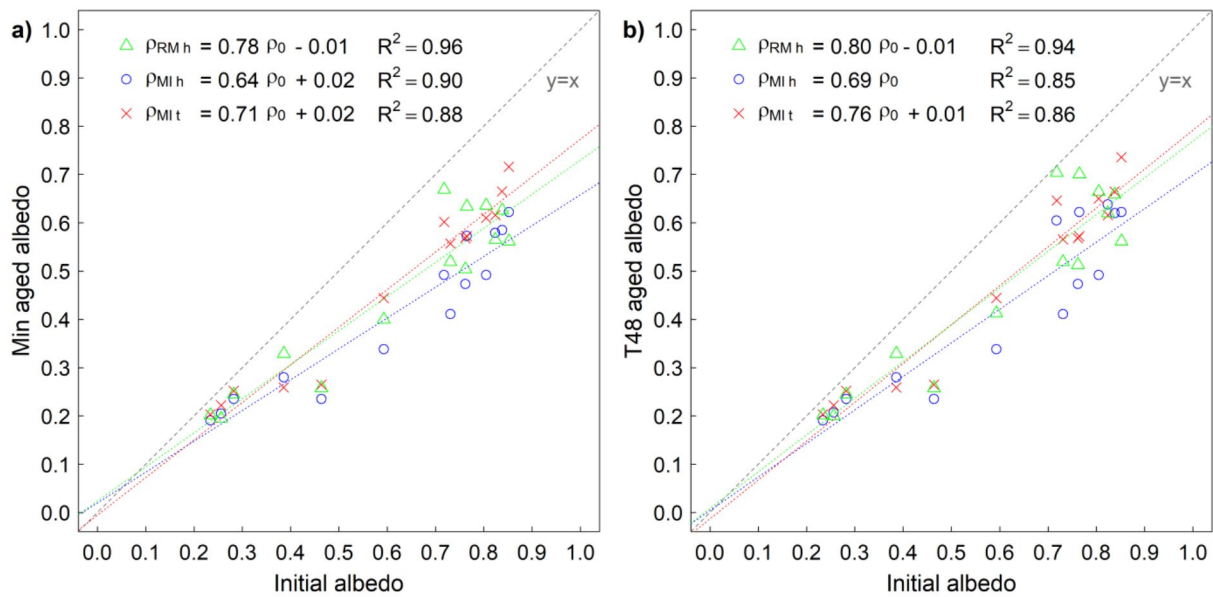 a)
ρRM h = 0.78 ρ0 - 0.01 R² = 0.96
ρMI h = 0.64 ρ0 + 0.02 R² = 0.90
ρMI t = 0.71 ρ0 + 0.02 R² = 0.88
y=x
Min aged albedo
1.0
0.9
0.8
0.7
0.6
0.5
0.4
0.3
0.2
0.1
0.0
0.0 0.1 0.2 0.3 0.4 0.5 0.6 0.7 0.8 0.9 1.0
Initial albedo
b)
ρRM h = 0.80 ρ0 - 0.01 R² = 0.94
ρMI h = 0.69 ρ0 R² = 0.85
ρMI t = 0.76 ρ0 + 0.01 R² = 0.86
y=x
T48 aged albedo
1.0
0.9
0.8
0.7
0.6
0.5
0.4
0.3
0.2
0.1
0.0
0.0 0.1 0.2 0.3 0.4 0.5 0.6 0.7 0.8 0.9 1.0
Initial albedo